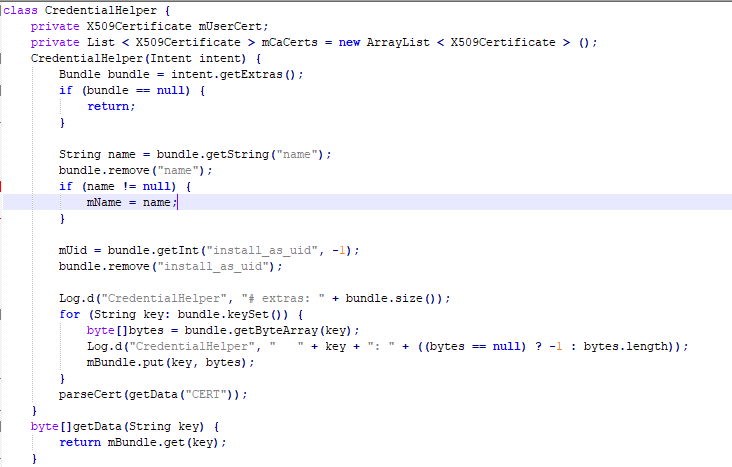 class CredentialHelper {
private X509Certificate mUserCert;
private List < X509Certificate > mCaCerts = new ArrayList < X509Certificate > ();
CredentialHelper(Intent intent) {
Bundle bundle = intent.getExtras();
if (bundle == null) {
return;
}
String name = bundle.getString("name");
bundle.remove("name");
if (name != null) {
mName = name;
}
mUid = bundle.getInt("install_as_uid", -1);
bundle.remove("install_as_uid");
Log.d("CredentialHelper", "# extras: " + bundle.size());
for (String key: bundle.keySet()) {
byte[]bytes = bundle.getByteArray(key);
Log.d("CredentialHelper", "   " + key + ": " + ((bytes == null) ? -1 : bytes.length));
mBundle.put(key, bytes);
}
parseCert(getData("CERT"));
}
byte[]getData(String key) {
return mBundle.get(key);
}